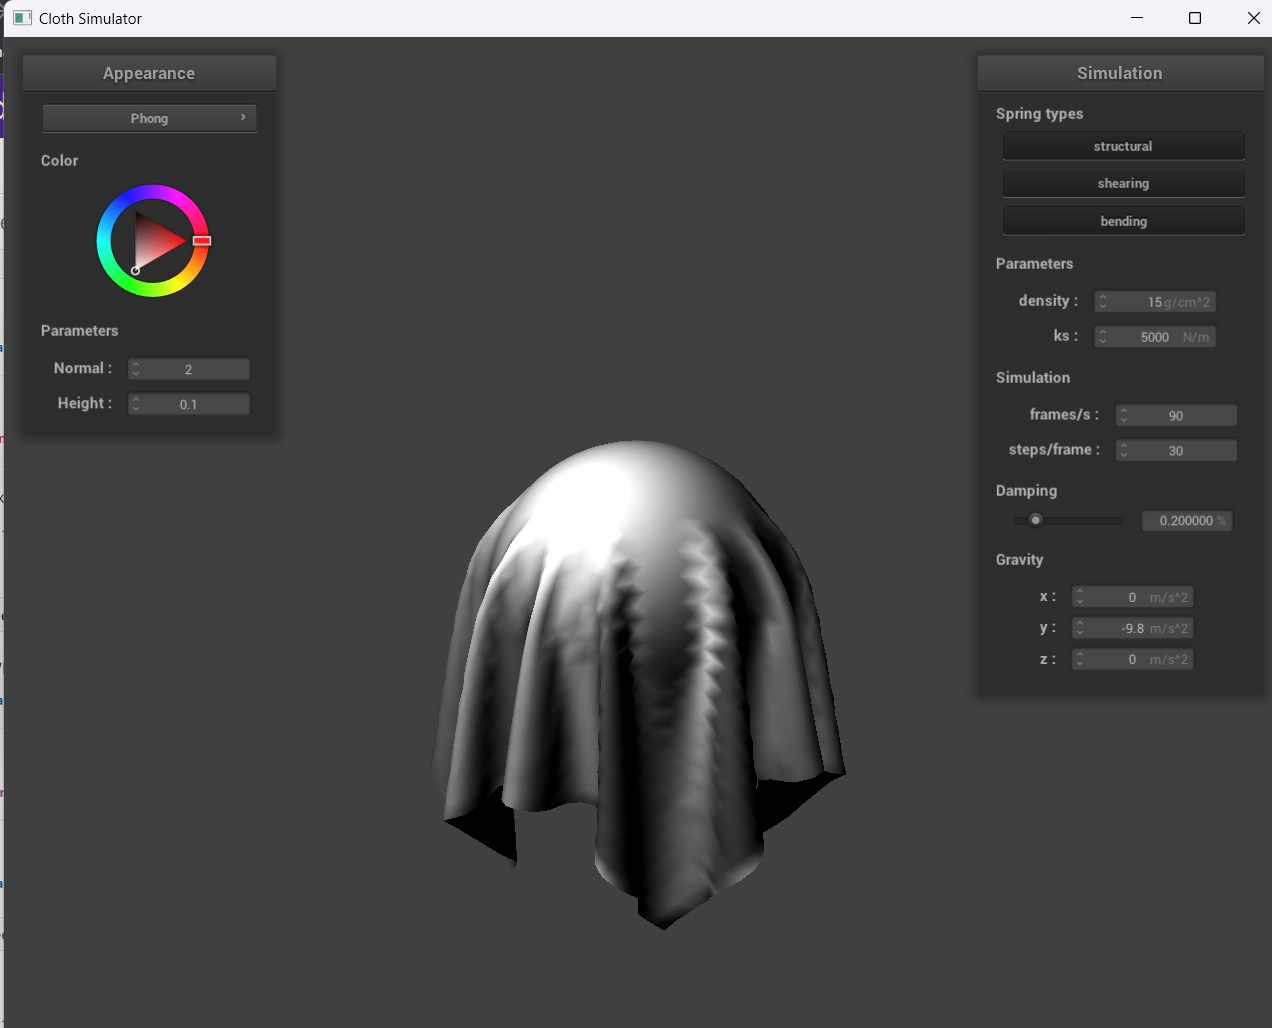 Cloth Simulator
Appearance
Phong
Color
Parameters
Normal : 2
Height : 0.1
Simulation
Spring types
structural
shearing
bending
Parameters
density : 15 g/cm^2
ks : 5000 N/m
Simulation
frames/s : 90
steps/frame : 30
Damping
0.200000 %
Gravity
x : 0 m/s^2
y : -9.8 m/s^2
z : 0 m/s^2